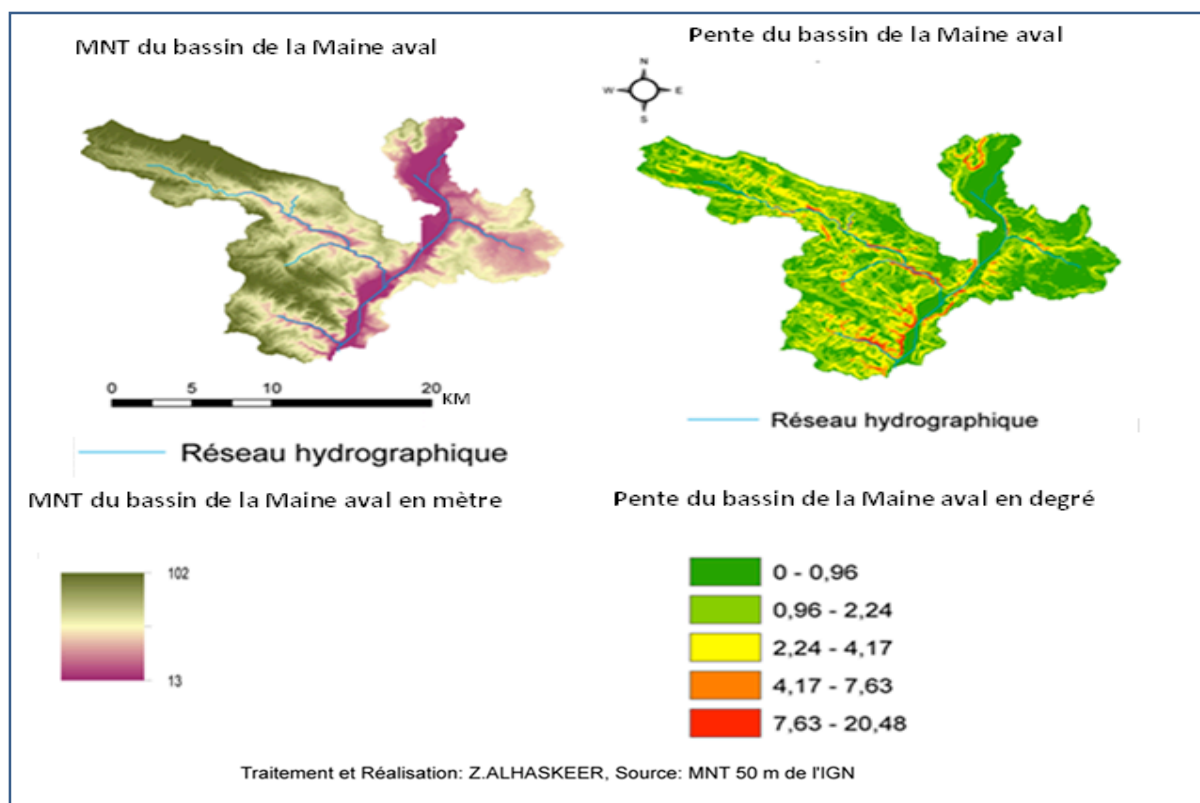 MNT du bassin de la Maine aval
Pente du bassin de la Maine aval
N
W
E
S
0 5 10 20 KM
Réseau hydrographique
Réseau hydrographique
MNT du bassin de la Maine aval en mètre
102
13
Pente du bassin de la Maine aval en degré
0 - 0,96
0,96 - 2,24
2,24 - 4,17
4,17 - 7,63
7,63 - 20,48
Traitement et Réalisation: Z.ALHASKEER, Source: MNT 50 m de l'IGN